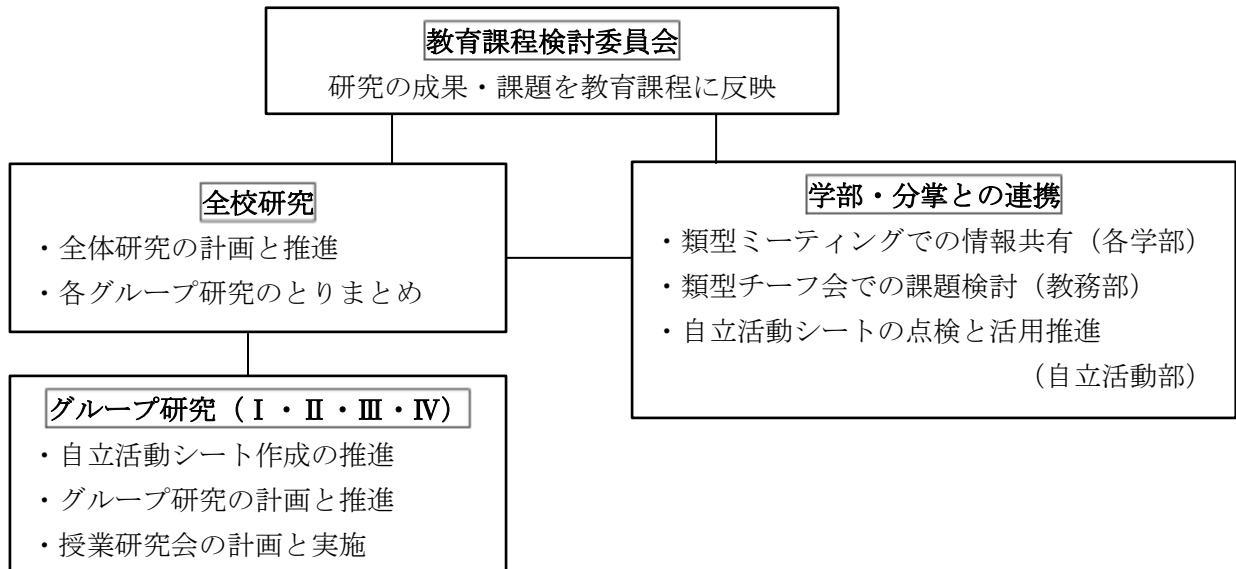 教育課程検討委員会
研究の成果・課題を教育課程に反映
全校研究
・全体研究の計画と推進
・各グループ研究のとりまとめ
学部・分掌との連携
・類型ミーティングでの情報共有（各学部）
・類型チーフ会での課題検討（教務部）
・自立活動シートの点検と活用推進
（自立活動部）
グループ研究（Ⅰ・Ⅱ・Ⅲ・Ⅳ）
・自立活動シート作成の推進
・グループ研究の計画と推進
・授業研究会の計画と実施